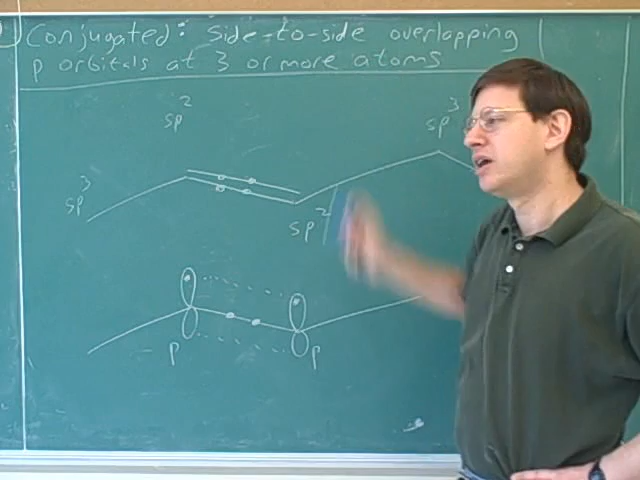 Conjugated: Side-to-side overlapping
p orbitals at 3 or more atoms
sp²
sp³
sp³
sp²
p
p